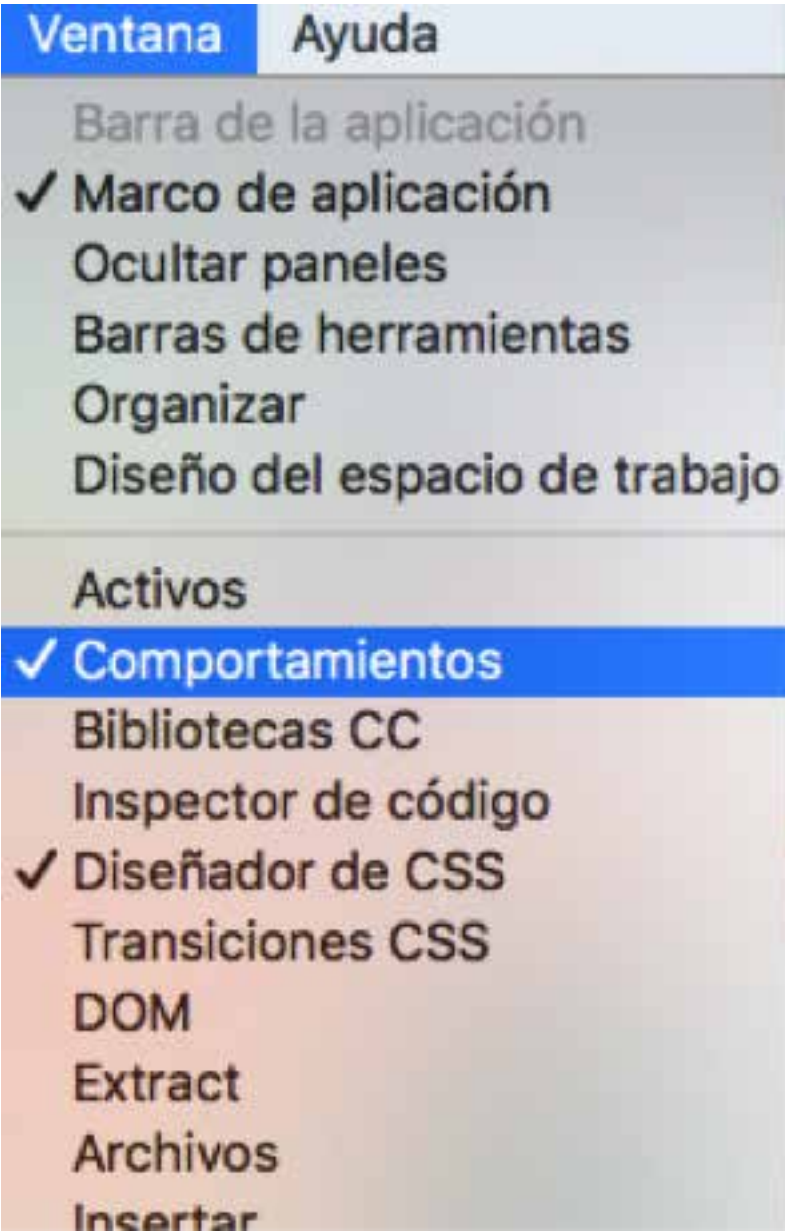 Ventana Ayuda
Barra de la aplicación
✓ Marco de aplicación
Ocultar paneles
Barras de herramientas
Organizar
Diseño del espacio de trabajo
Activos
✓ Comportamientos
Bibliotecas CC
Inspector de código
✓ Diseñador de CSS
Transiciones CSS
DOM
Extract
Archivos
Insertar